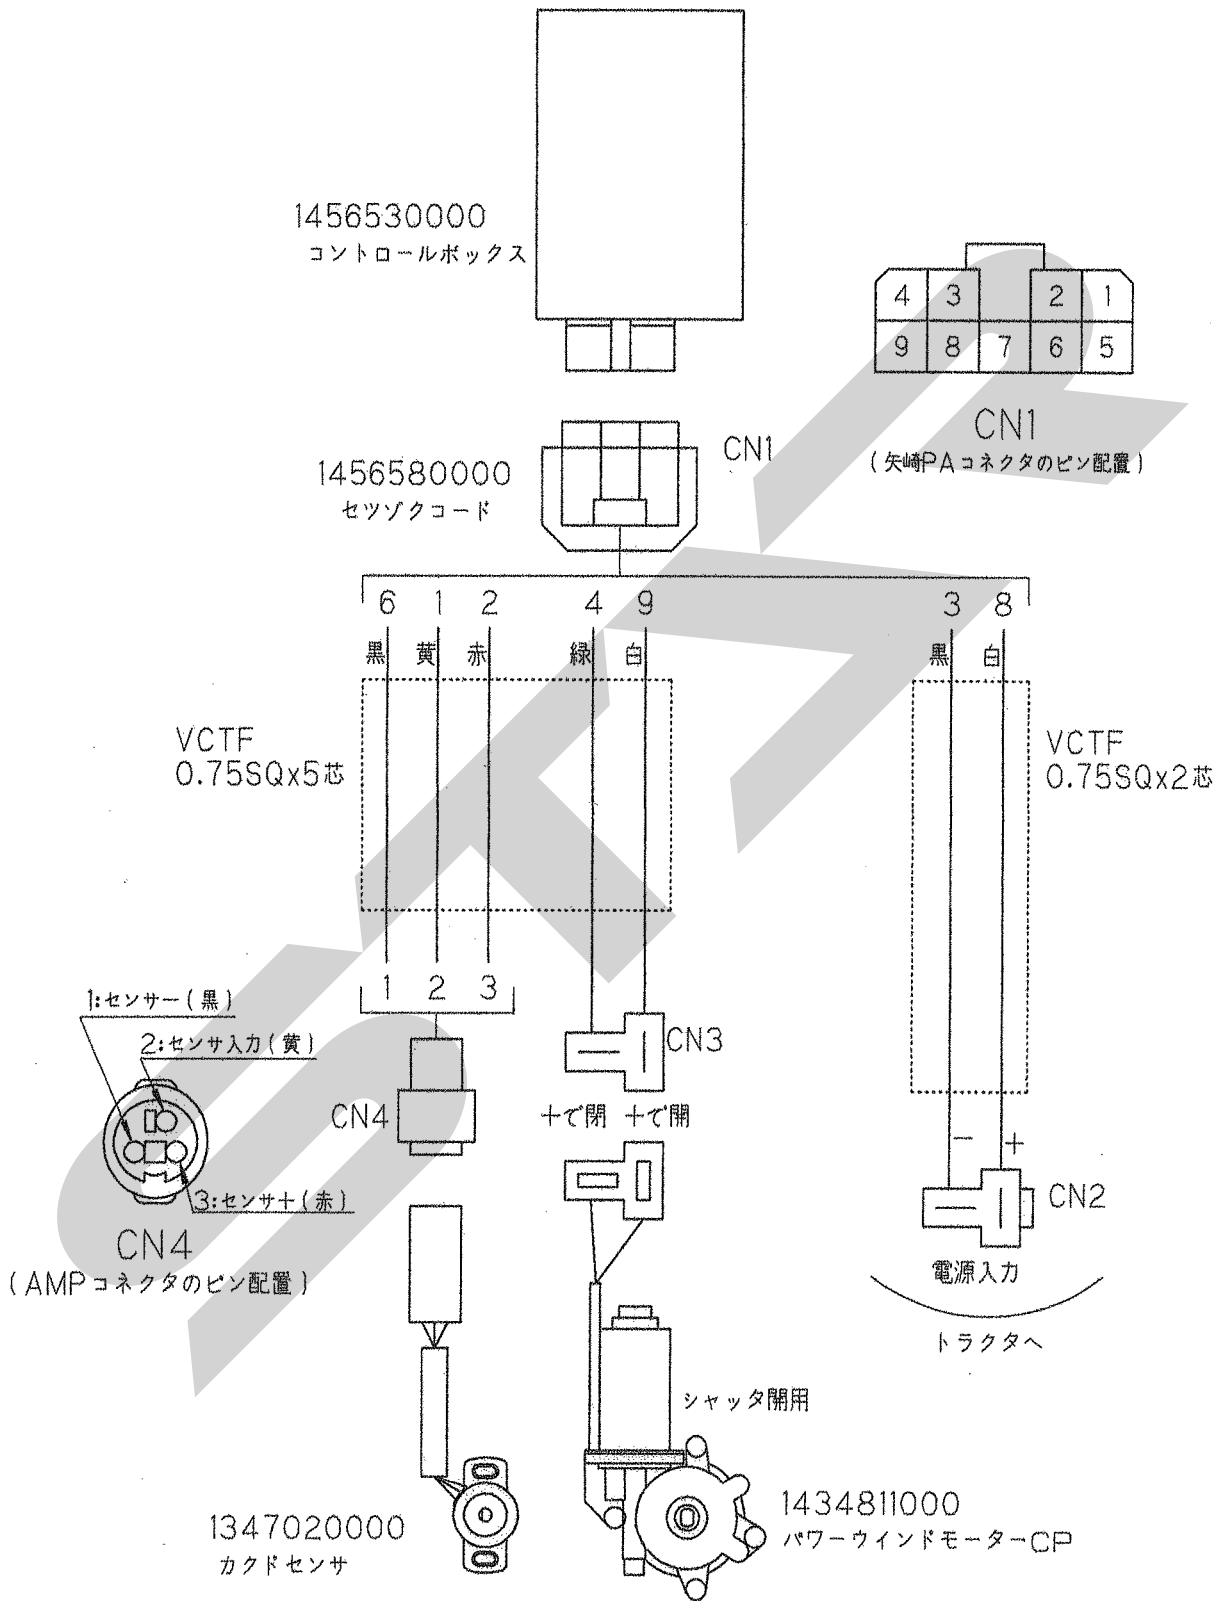 1456530000
コントロールボックス
4 3 2 1
9 8 7 6 5
CN1
(矢崎PAコネクタのピン配置)
CN1
1456580000
セツゾクコード
6 1 2 4 9 3 8
黒 黄 赤 緑 白 黒 白
VCTF
0.75SQx5芯
VCTF
0.75SQx2芯
1 2 3
1:センサー(黒)
2:センサ入力(黄)
3:センサ+(赤)
CN4
(AMPコネクタのピン配置)
CN4
CN3
+で閉 +で開
− +
CN2
電源入力
トラクタへ
シャッタ開用
1347020000
カクドセンサ
1434811000
パワーウインドモーターCP
STAR